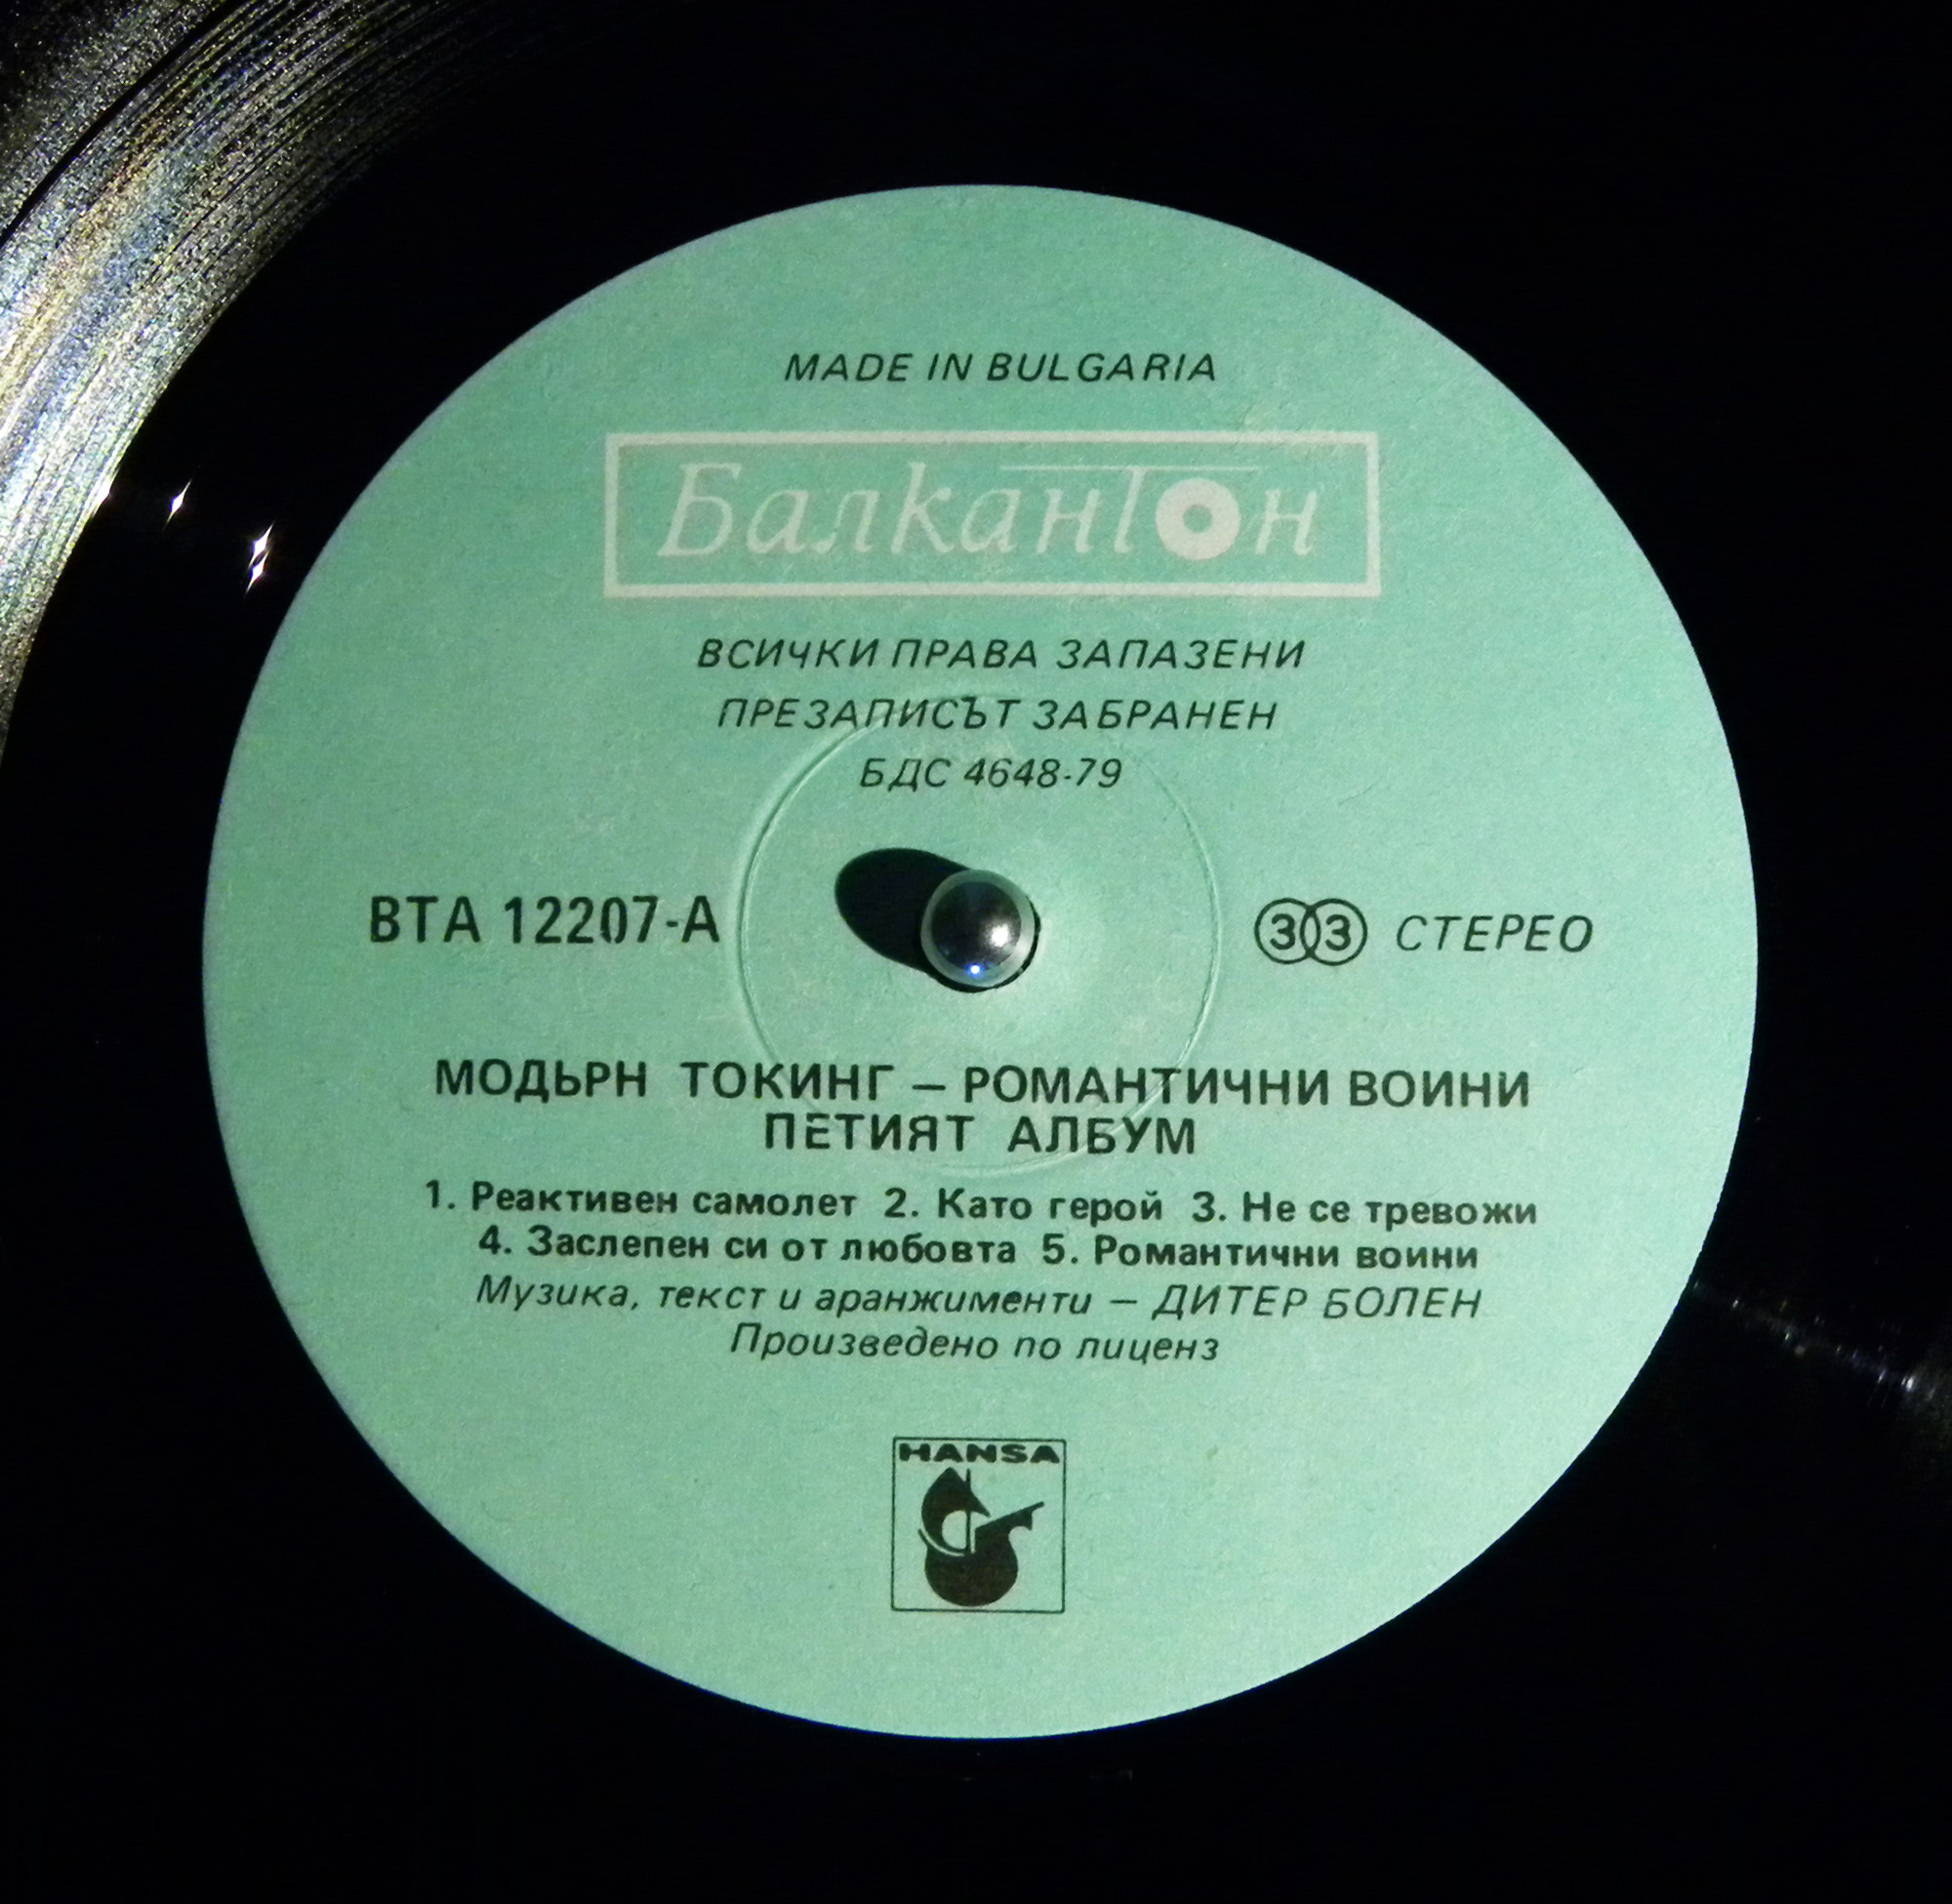 MADE IN BULGARIA
Балкантон
ВСИЧКИ ПРАВА ЗАПАЗЕНИ
ПРЕЗАПИСЪТ ЗАБРАНЕН
БДС 4648-79
ВТА 12207-А
33 СТЕРЕО
МОДЬРН ТОКИНГ – РОМАНТИЧНИ ВОИНИ
ПЕТИЯТ АЛБУМ
1. Реактивен самолет 2. Като герой 3. Не се тревожи
4. Заслепен си от любовта 5. Романтични воини
Музика, текст и аранжименти – ДИТЕР БОЛЕН
Произведено по лиценз
HANSA